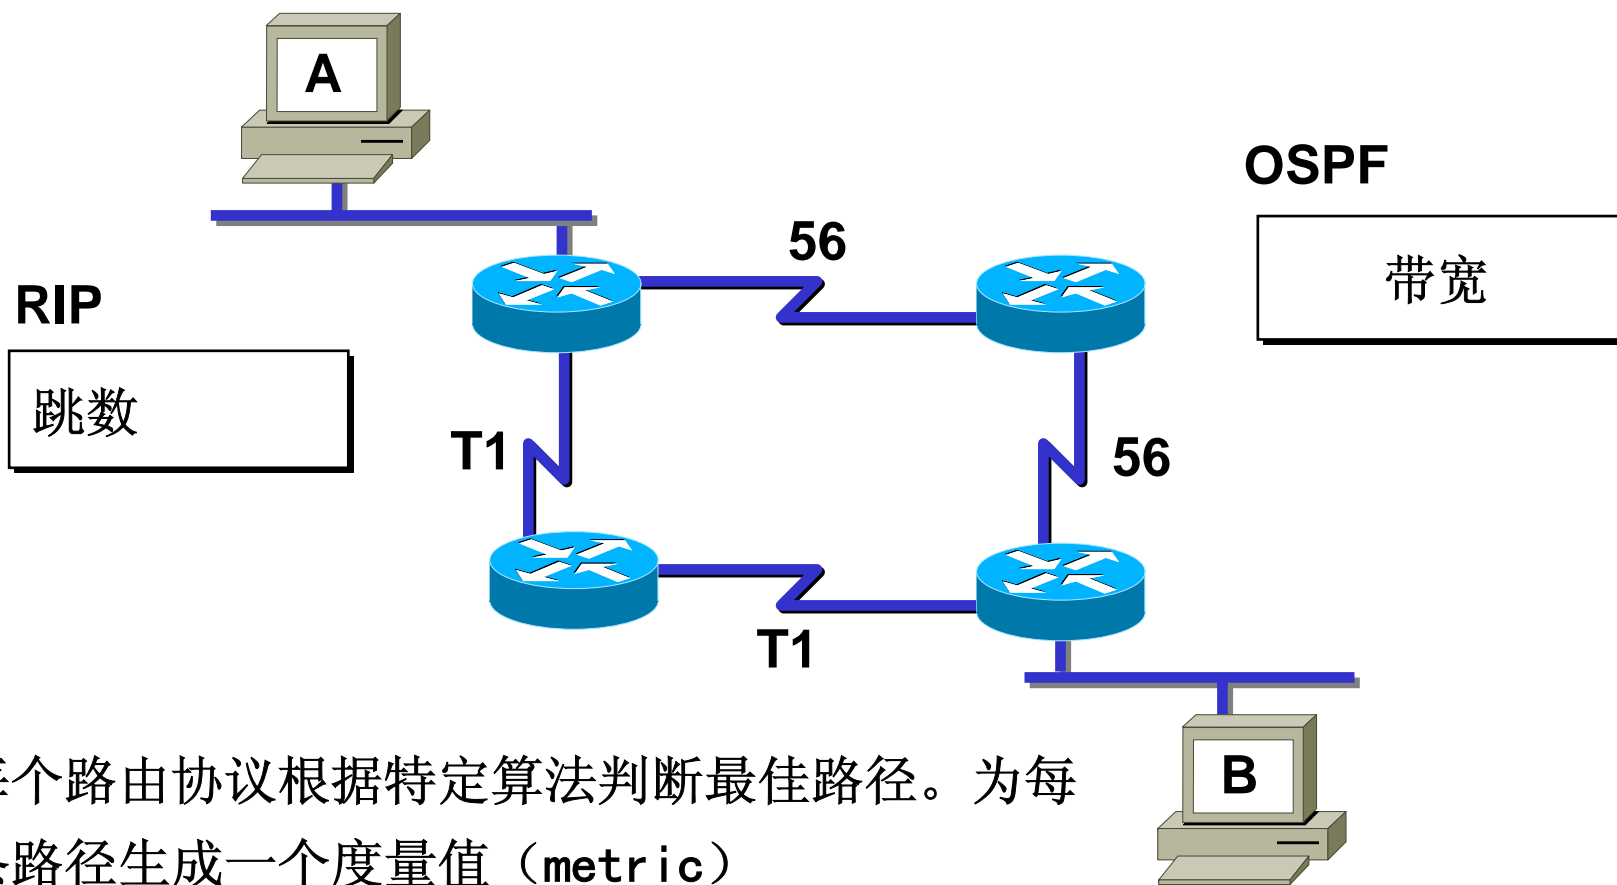 A
OSPF
56
带宽
RIP
跳数
T1
56
T1
B
个路由协议根据特定算法判断最佳路径。为每
路径生成一个度量值（metric）